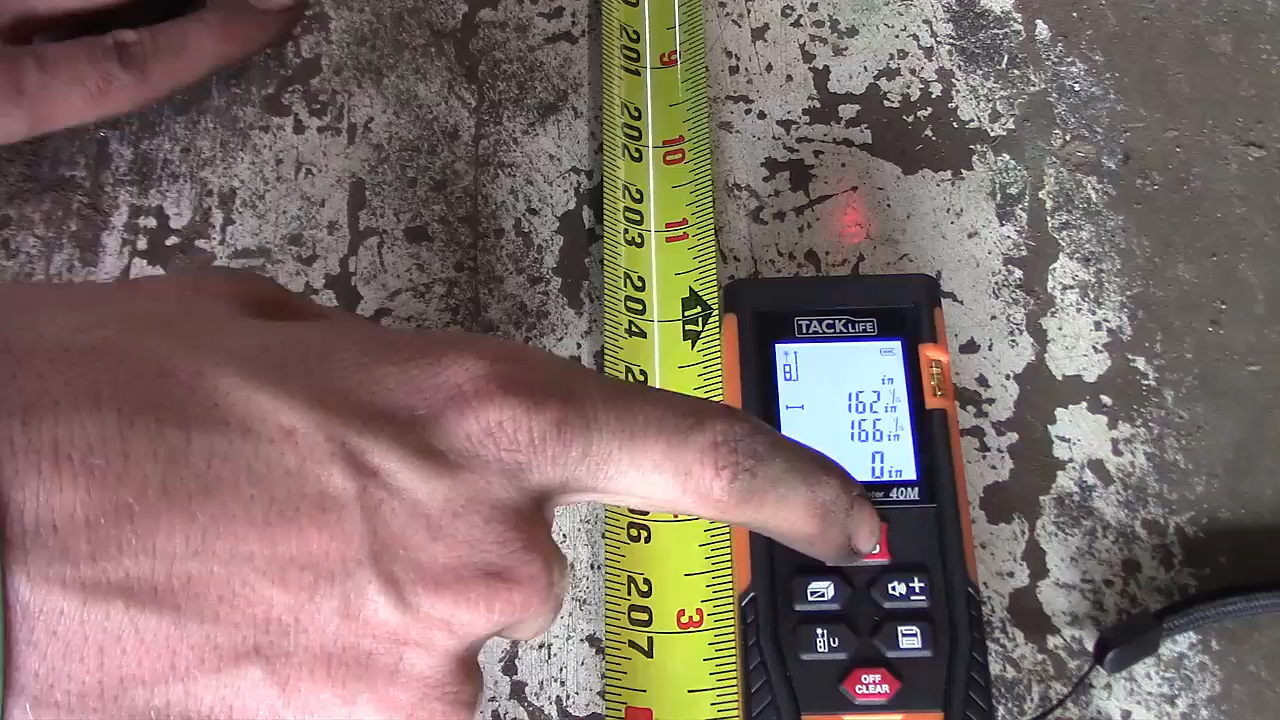 201
9
202
10
203
11
204
17
206
207
3
TACKLIFE
in
162 in
166 in
0 in
40M
OFF
CLEAR